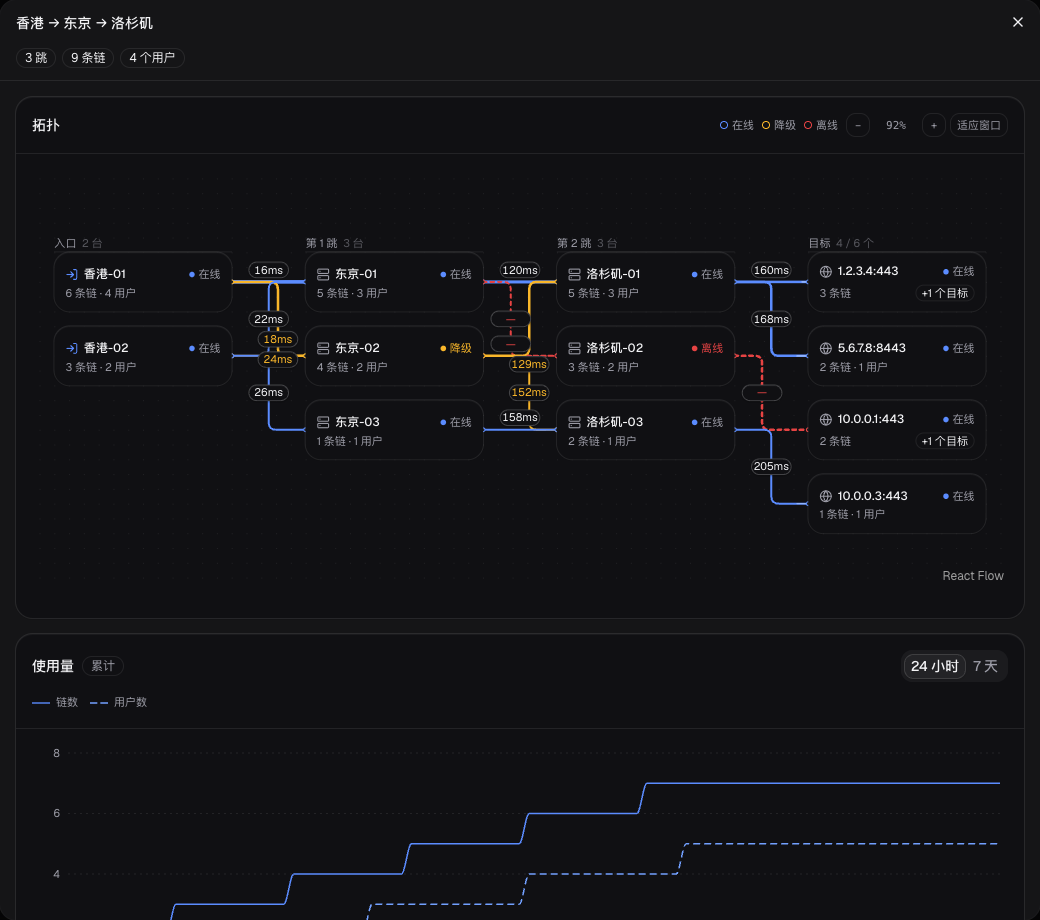 香港 → 东京 → 洛杉矶
3 跳
9 条链
4 个用户
拓扑
在线
降级
离线
−
92%
+
适应窗口
入口 2 台
第 1 跳 3 台
第 2 跳 3 台
目标 4 / 6 个
香港-01
在线
6 条链 · 4 用户
香港-02
在线
3 条链 · 2 用户
16ms
22ms
18ms
24ms
26ms
东京-01
在线
5 条链 · 3 用户
东京-02
降级
4 条链 · 2 用户
东京-03
在线
1 条链 · 1 用户
120ms
—
—
129ms
152ms
158ms
洛杉矶-01
在线
5 条链 · 3 用户
洛杉矶-02
离线
3 条链 · 2 用户
洛杉矶-03
在线
2 条链 · 1 用户
160ms
168ms
—
205ms
1.2.3.4:443
在线
3 条链
+1 个目标
5.6.7.8:8443
在线
2 条链 · 1 用户
10.0.0.1:443
在线
2 条链
+1 个目标
10.0.0.3:443
在线
1 条链 · 1 用户
React Flow
使用量
累计
24 小时
7 天
链数
用户数
8
6
4